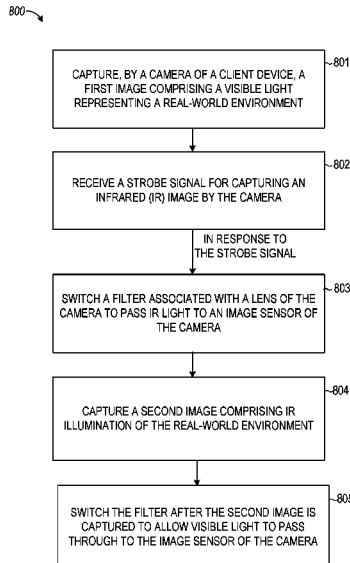 800
801
CAPTURE, BY A CAMERA OF A CLIENT DEVICE, A
FIRST IMAGE COMPRISING A VISIBLE LIGHT
REPRESENTING A REAL-WORLD ENVIRONMENT
802
RECEIVE A STROBE SIGNAL FOR CAPTURING AN
INFRARED (IR) IMAGE BY THE CAMERA
IN RESPONSE TO
THE STROBE SIGNAL
803
SWITCH A FILTER ASSOCIATED WITH A LENS OF THE
CAMERA TO PASS IR LIGHT TO AN IMAGE SENSOR OF
THE CAMERA
804
CAPTURE A SECOND IMAGE COMPRISING IR
ILLUMINATION OF THE REAL-WORLD ENVIRONMENT
805
SWITCH THE FILTER AFTER THE SECOND IMAGE IS
CAPTURED TO ALLOW VISIBLE LIGHT TO PASS
THROUGH TO THE IMAGE SENSOR OF THE CAMERA